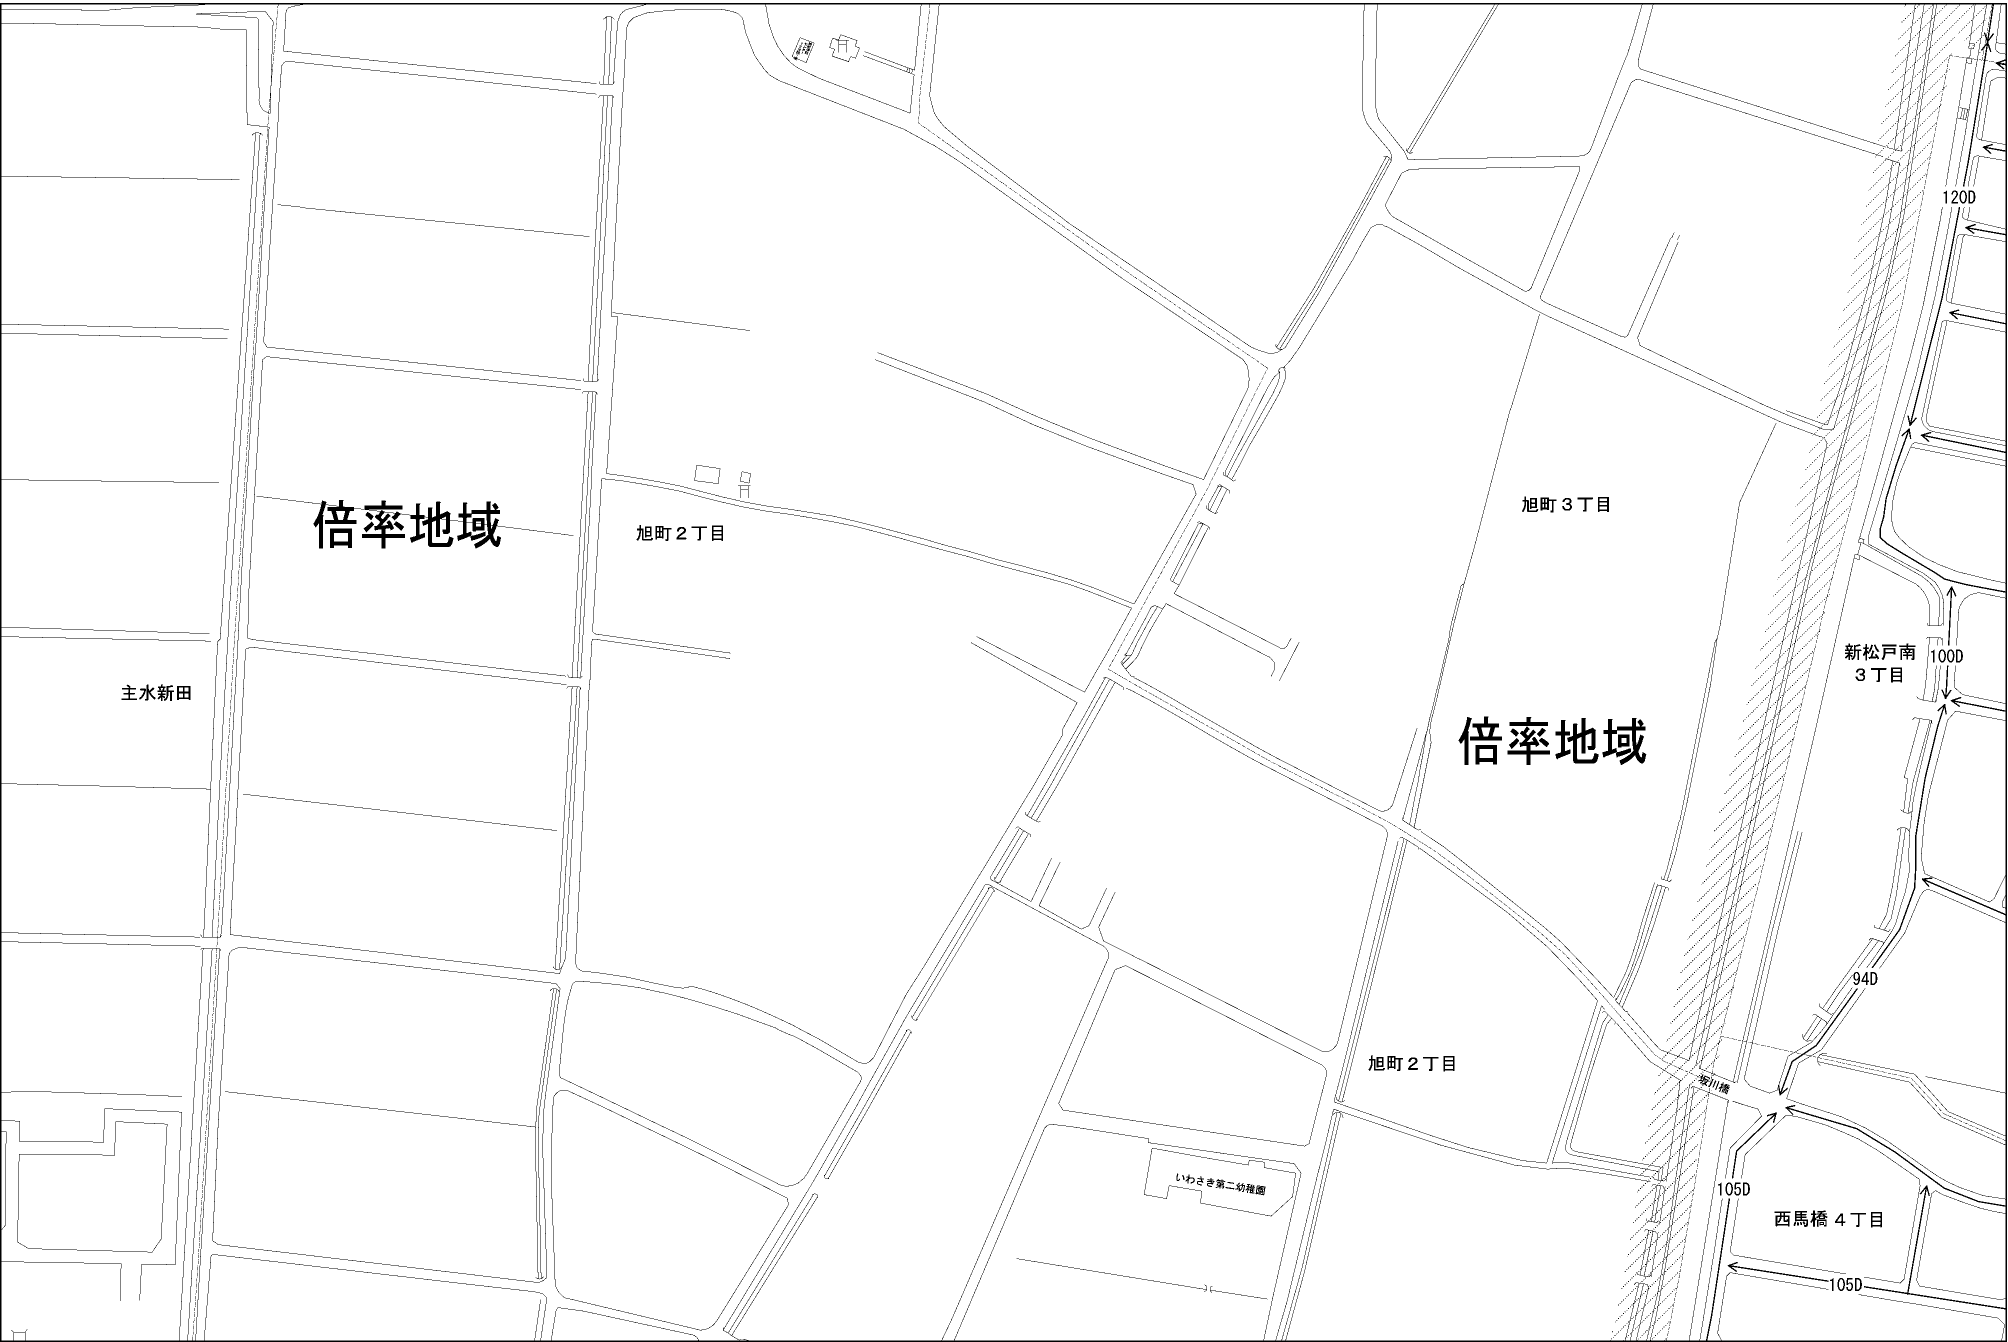 120D
旭町３丁目
倍率地域
旭町２丁目
新松戸南
３丁目
100D
主水新田
倍率地域
94D
旭町２丁目
坂川橋
いわさき第二幼稚園
105D
西馬橋４丁目
105D